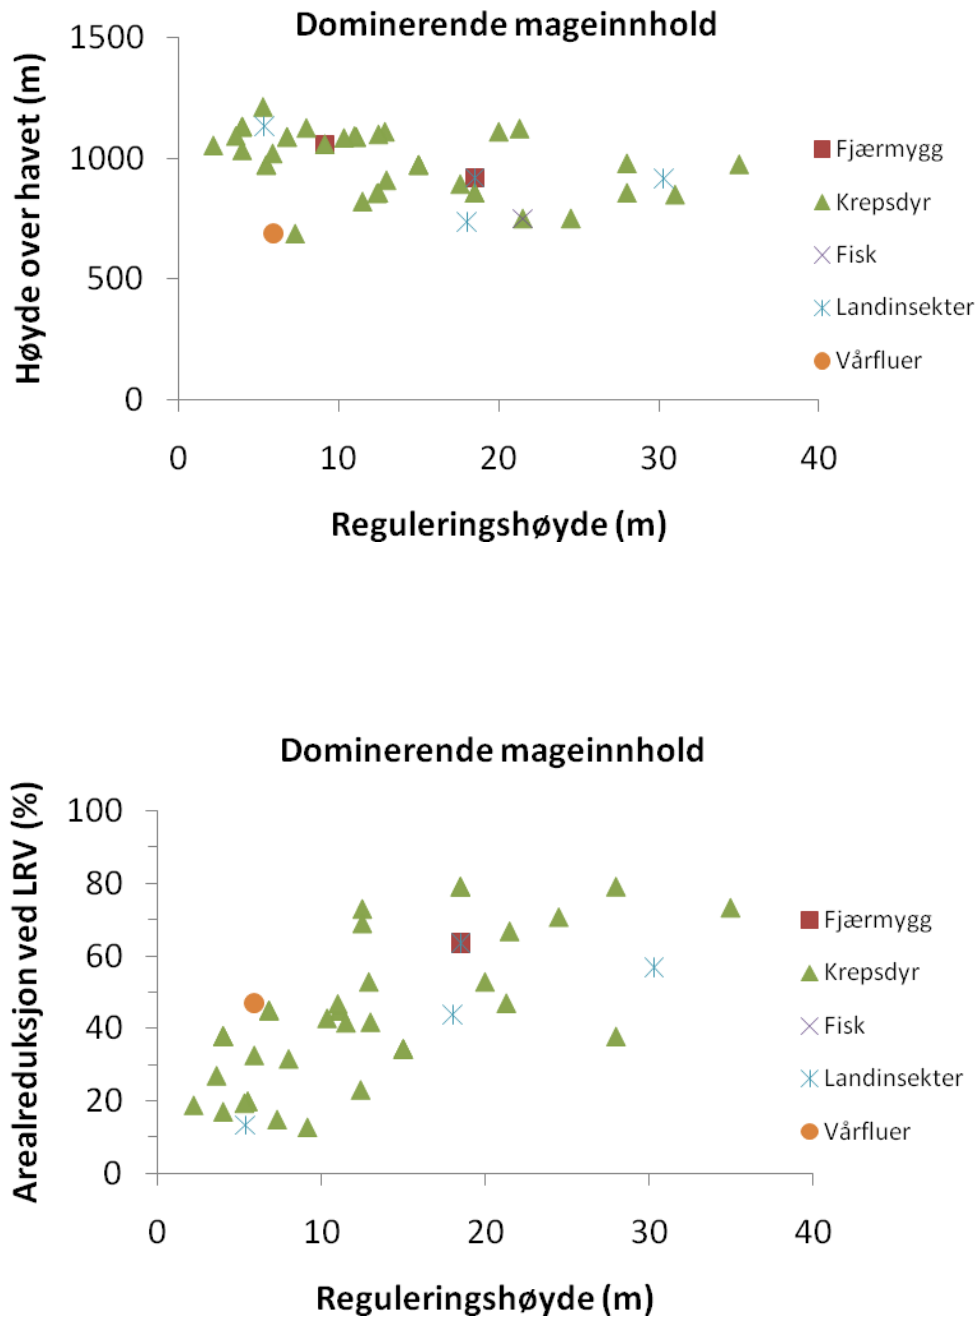 Dominerende mageinnhold
Høyde over havet (m)
1500
1000
500
0
0 10 20 30 40
Reguleringshøyde (m)
Fjærmygg
Krepsdyr
Fisk
Landinsekter
Vårfluer
Dominerende mageinnhold
Arealreduksjon ved LRV (%)
100
80
60
40
20
0
0 10 20 30 40
Reguleringshøyde (m)
Fjærmygg
Krepsdyr
Fisk
Landinsekter
Vårfluer